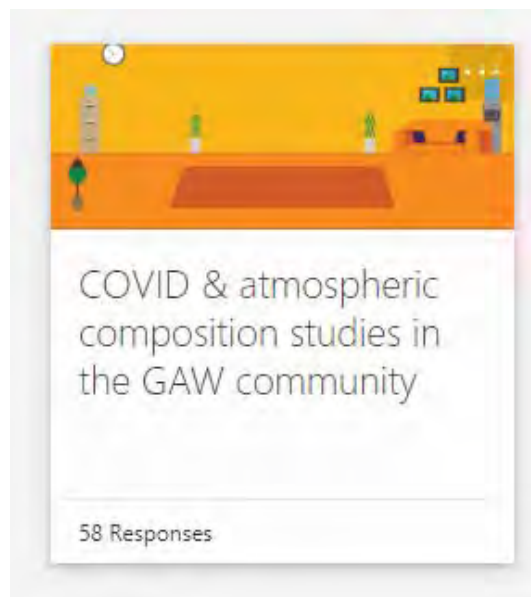 COVID & atmospheric
composition studies in
the GAW community
58 Responses